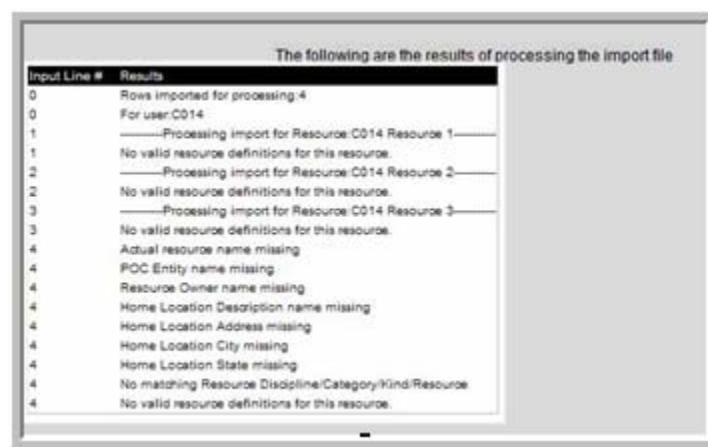 The following are the results of processing the import file
Input Line # Results
0 Rows imported for processing:4
0 For user:C014
1 ----------Processing import for Resource:C014 Resource 1----------
1 No valid resource definitions for this resource.
2 ----------Processing import for Resource:C014 Resource 2----------
2 No valid resource definitions for this resource.
3 ----------Processing import for Resource:C014 Resource 3----------
3 No valid resource definitions for this resource.
4 Actual resource name missing
4 POC Entity name missing
4 Resource Owner name missing
4 Home Location Description name missing
4 Home Location Address missing
4 Home Location City missing
4 Home Location State missing
4 No matching Resource Discipline/Category/Kind/Resource
4 No valid resource definitions for this resource.